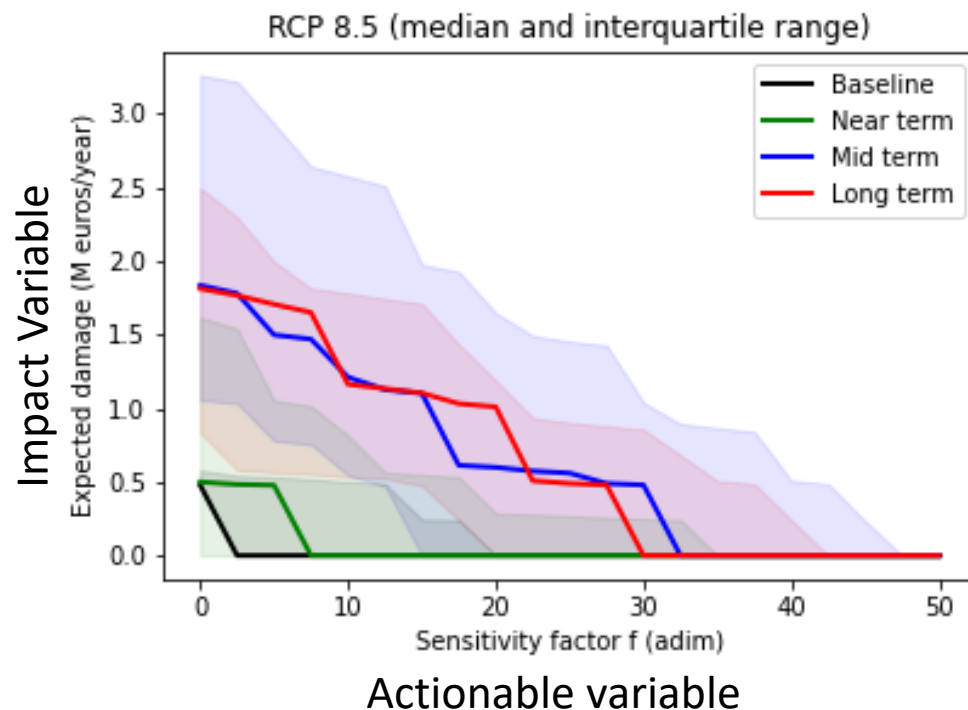 RCP 8.5 (median and interquartile range)
Impact Variable
Expected damage (M euros/year)
3.0
2.5
2.0
1.5
1.0
0.5
0.0
Baseline
Near term
Mid term
Long term
0 10 20 30 40 50
Sensitivity factor f (adim)
Actionable variable